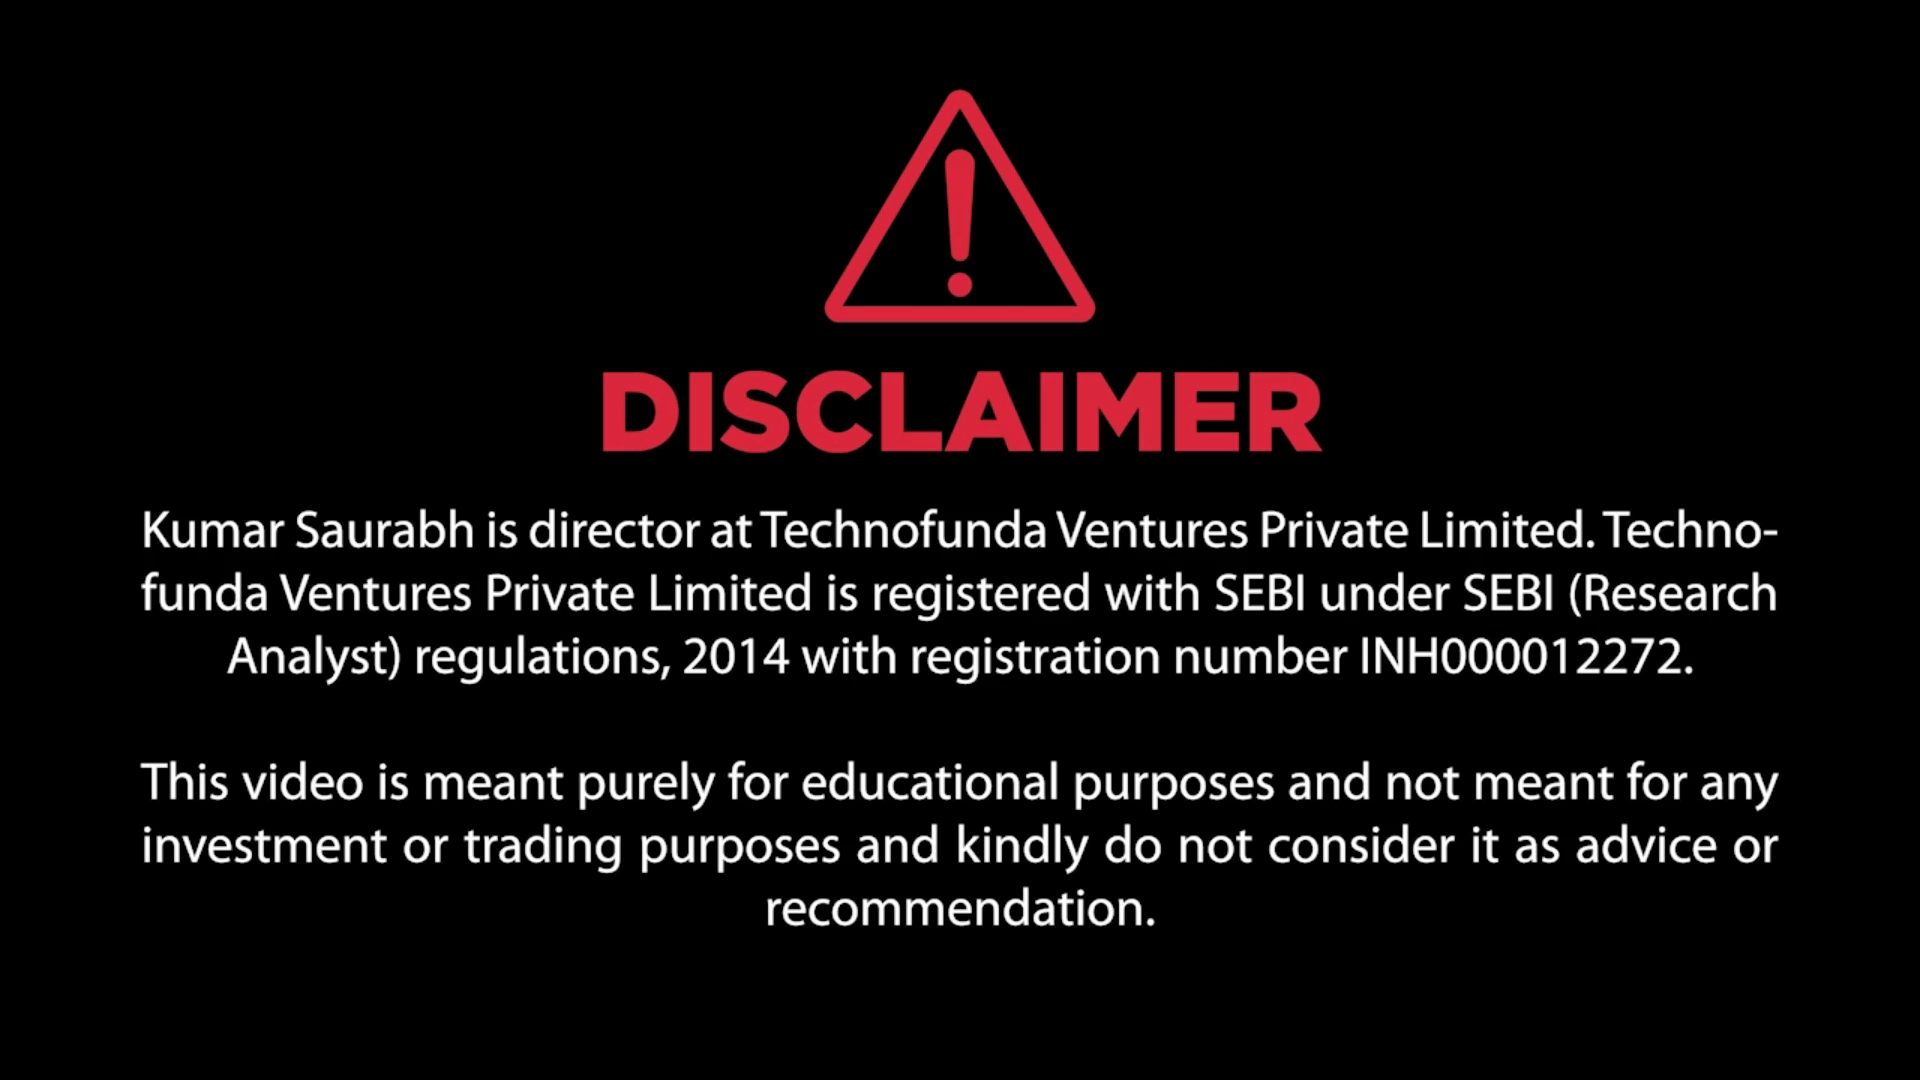 DISCLAIMER
Kumar Saurabh is director at Technofunda Ventures Private Limited. Techno-
funda Ventures Private Limited is registered with SEBI under SEBI (Research
Analyst) regulations, 2014 with registration number INH000012272.
This video is meant purely for educational purposes and not meant for any
investment or trading purposes and kindly do not consider it as advice or
recommendation.